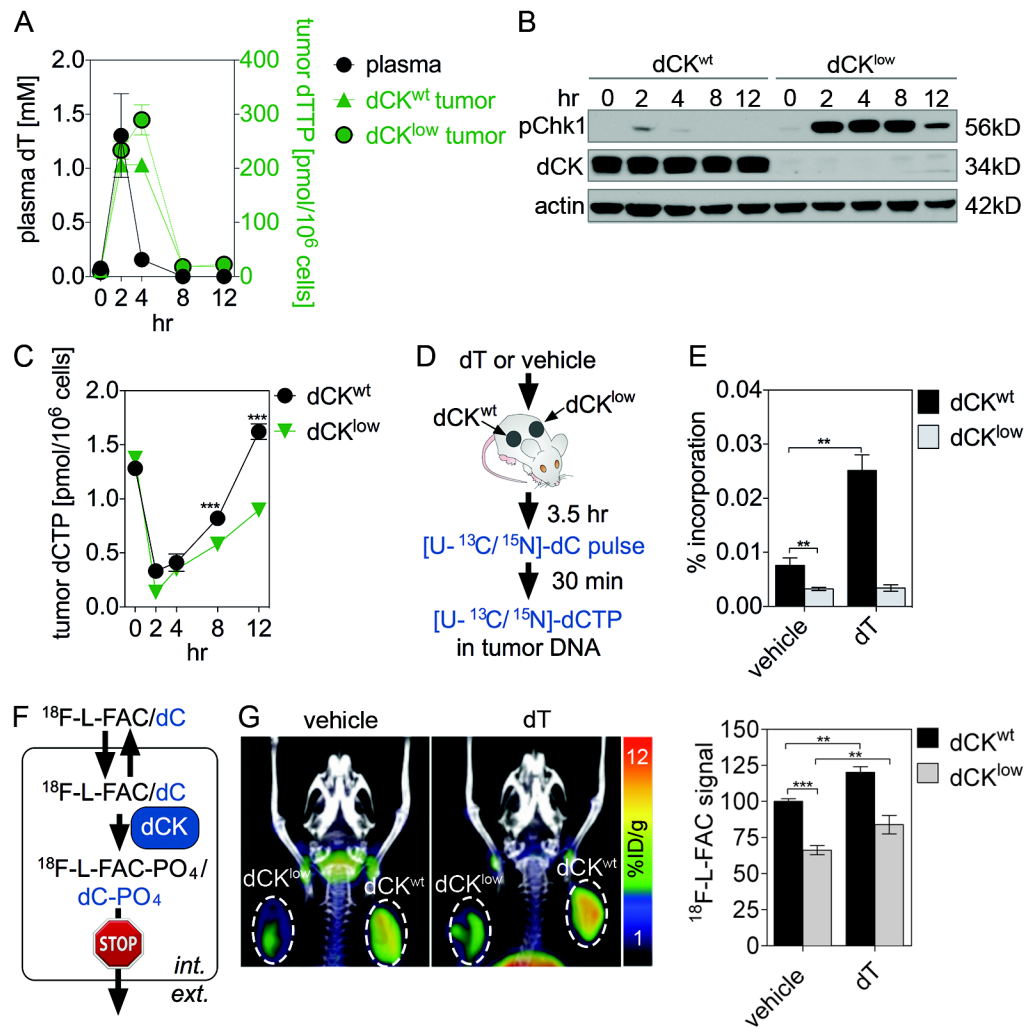 A
plasma dT [mM]
2.0
1.5
1.0
0.5
0.0
400
300
200
100
0
tumor dTTP [pmol/10⁶ cells]
0 2 4 8 12
hr
plasma
dCKwt tumor
dCKlow tumor
B
dCKwt dCKlow
hr 0 2 4 8 12 0 2 4 8 12
pChk1 56kD
dCK 34kD
actin 42kD
C
tumor dCTP [pmol/10⁶ cells]
2.0
1.5
1.0
0.5
0.0
***
***
0 2 4 8 12
hr
dCKwt
dCKlow
D
dT or vehicle
dCKwt dCKlow
3.5 hr
[U-¹³C/¹⁵N]-dC pulse
30 min
[U-¹³C/¹⁵N]-dCTP
in tumor DNA
E
% incorporation
0.04
0.03
0.02
0.01
0.00
**
**
vehicle dT
dCKwt
dCKlow
F
¹⁸F-L-FAC/dC
¹⁸F-L-FAC/dC
dCK
¹⁸F-L-FAC-PO₄/
dC-PO₄
STOP
int.
ext.
G
vehicle dT
dCKlow dCKwt dCKlow dCKwt
12
%ID/g
1
¹⁸F-L-FAC signal
150
125
100
75
50
25
0
**
**
***
vehicle dT
dCKwt
dCKlow